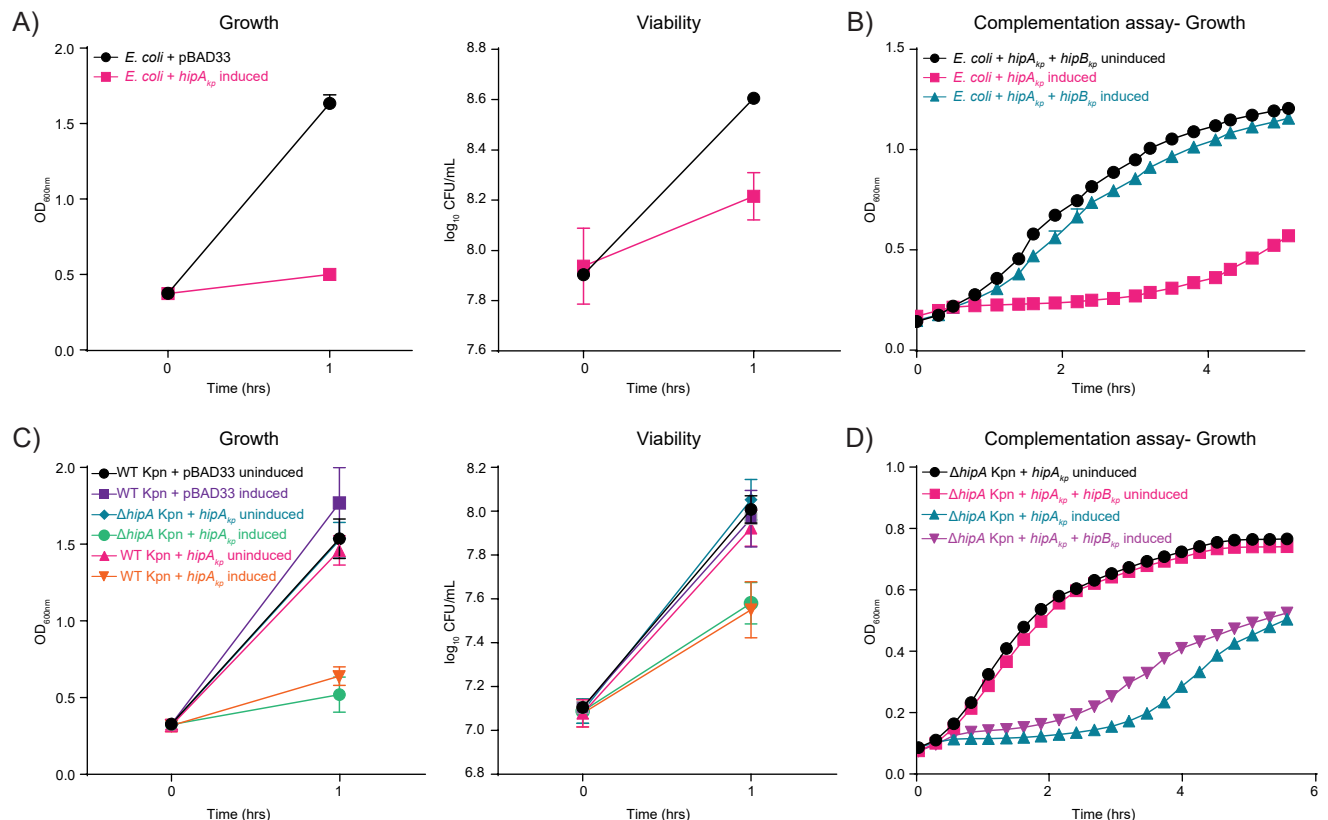 A)
Growth
2.0
1.5
1.0
0.5
0.0
OD600nm
E. coli + pBAD33
E. coli + hipAkp induced
0
1
Time (hrs)
Viability
8.8
8.6
8.4
8.2
8.0
7.8
7.6
log10 CFU/mL
0
1
Time (hrs)
B)
Complementation assay- Growth
1.5
1.0
0.5
0.0
OD600nm
E. coli + hipAkp + hipBkp uninduced
E. coli + hipAkp induced
E. coli + hipAkp + hipBkp induced
0
2
4
Time (hrs)
C)
Growth
2.0
1.5
1.0
0.5
0.0
OD600nm
WT Kpn + pBAD33 uninduced
WT Kpn + pBAD33 induced
ΔhipA Kpn + hipAkp uninduced
ΔhipA Kpn + hipAkp induced
WT Kpn + hipAkp uninduced
WT Kpn + hipAkp induced
0
1
Time (hrs)
Viability
8.2
8.0
7.8
7.6
7.4
7.2
7.0
6.8
log10 CFU/mL
0
1
Time (hrs)
D)
Complementation assay- Growth
1.0
0.8
0.6
0.4
0.2
0.0
OD600nm
ΔhipA Kpn + hipAkp uninduced
ΔhipA Kpn + hipAkp + hipBkp uninduced
ΔhipA Kpn + hipAkp induced
ΔhipA Kpn + hipAkp + hipBkp induced
0
2
4
6
Time (hrs)